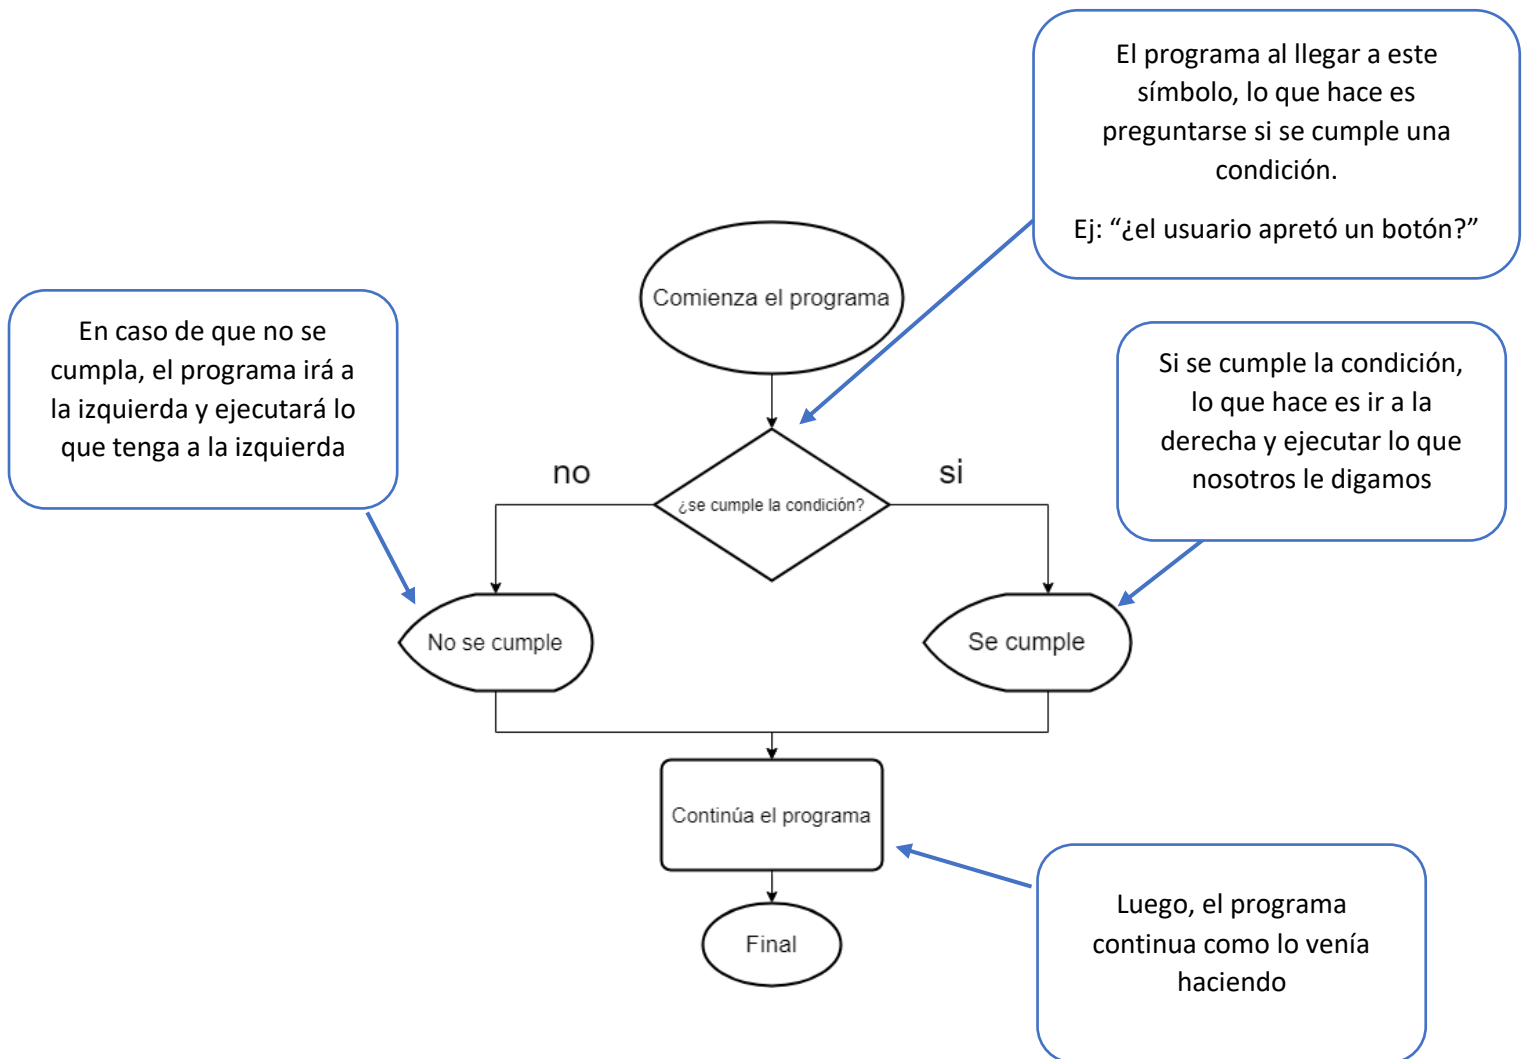 El programa al llegar a este
símbolo, lo que hace es
preguntarse si se cumple una
condición.
Ej: “¿el usuario apretó un botón?”
Comienza el programa
En caso de que no se
cumpla, el programa irá a
la izquierda y ejecutará lo
que tenga a la izquierda
Si se cumple la condición,
lo que hace es ir a la
derecha y ejecutar lo que
nosotros le digamos
no
si
¿se cumple la condición?
No se cumple
Se cumple
Continúa el programa
Luego, el programa
continua como lo venía
haciendo
Final